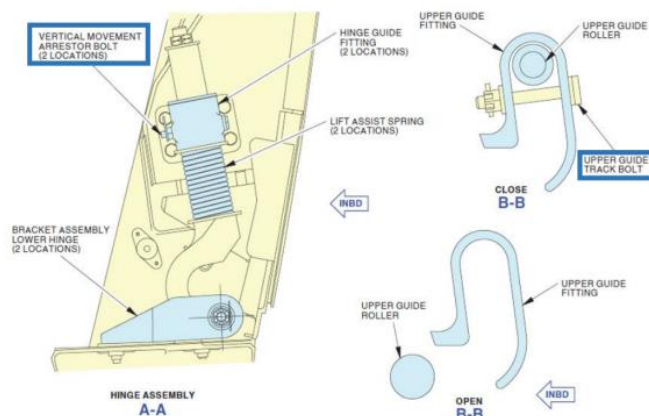 VERTICAL MOVEMENT
ARRESTOR BOLT
(2 LOCATIONS)
HINGE GUIDE
FITTING
(2 LOCATIONS)
LIFT ASSIST SPRING
(2 LOCATIONS)
INBD
BRACKET ASSEMBLY
LOWER HINGE
(2 LOCATIONS)
HINGE ASSEMBLY
A-A
UPPER GUIDE
FITTING
UPPER GUIDE
ROLLER
UPPER GUIDE
TRACK BOLT
CLOSE
B-B
UPPER GUIDE
FITTING
UPPER GUIDE
ROLLER
INBD
OPEN
B-B